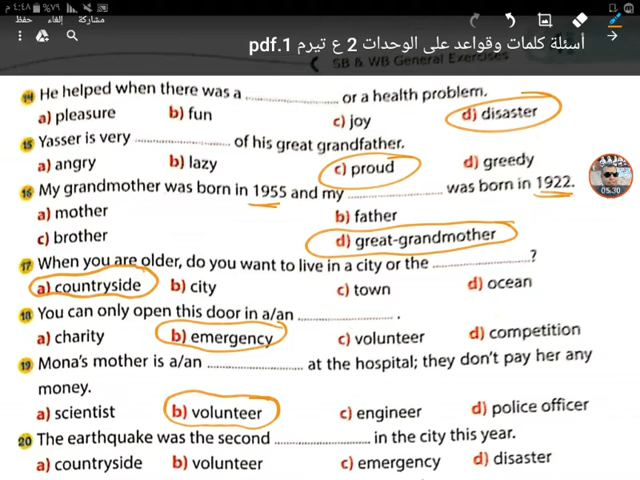 م ٤:٤٨ %٧٩
مشاركة إلغاء حفظ
أسئلة كلمات وقواعد على الوحدات 2 ع تيرم 1.pdf
SB & WB General Exercises
14 He helped when there was a .................... or a health problem.
a) pleasure b) fun c) joy d) disaster
15 Yasser is very .................... of his great grandfather.
a) angry b) lazy c) proud d) greedy
16 My grandmother was born in 1955 and my .................... was born in 1922.
a) mother b) father
c) brother d) great-grandmother
17 When you are older, do you want to live in a city or the .................... ?
a) countryside b) city c) town d) ocean
18 You can only open this door in a/an .................... .
a) charity b) emergency c) volunteer d) competition
19 Mona's mother is a/an .................... at the hospital; they don't pay her any
money.
a) scientist b) volunteer c) engineer d) police officer
20 The earthquake was the second .................... in the city this year.
a) countryside b) volunteer c) emergency d) disaster
05:30